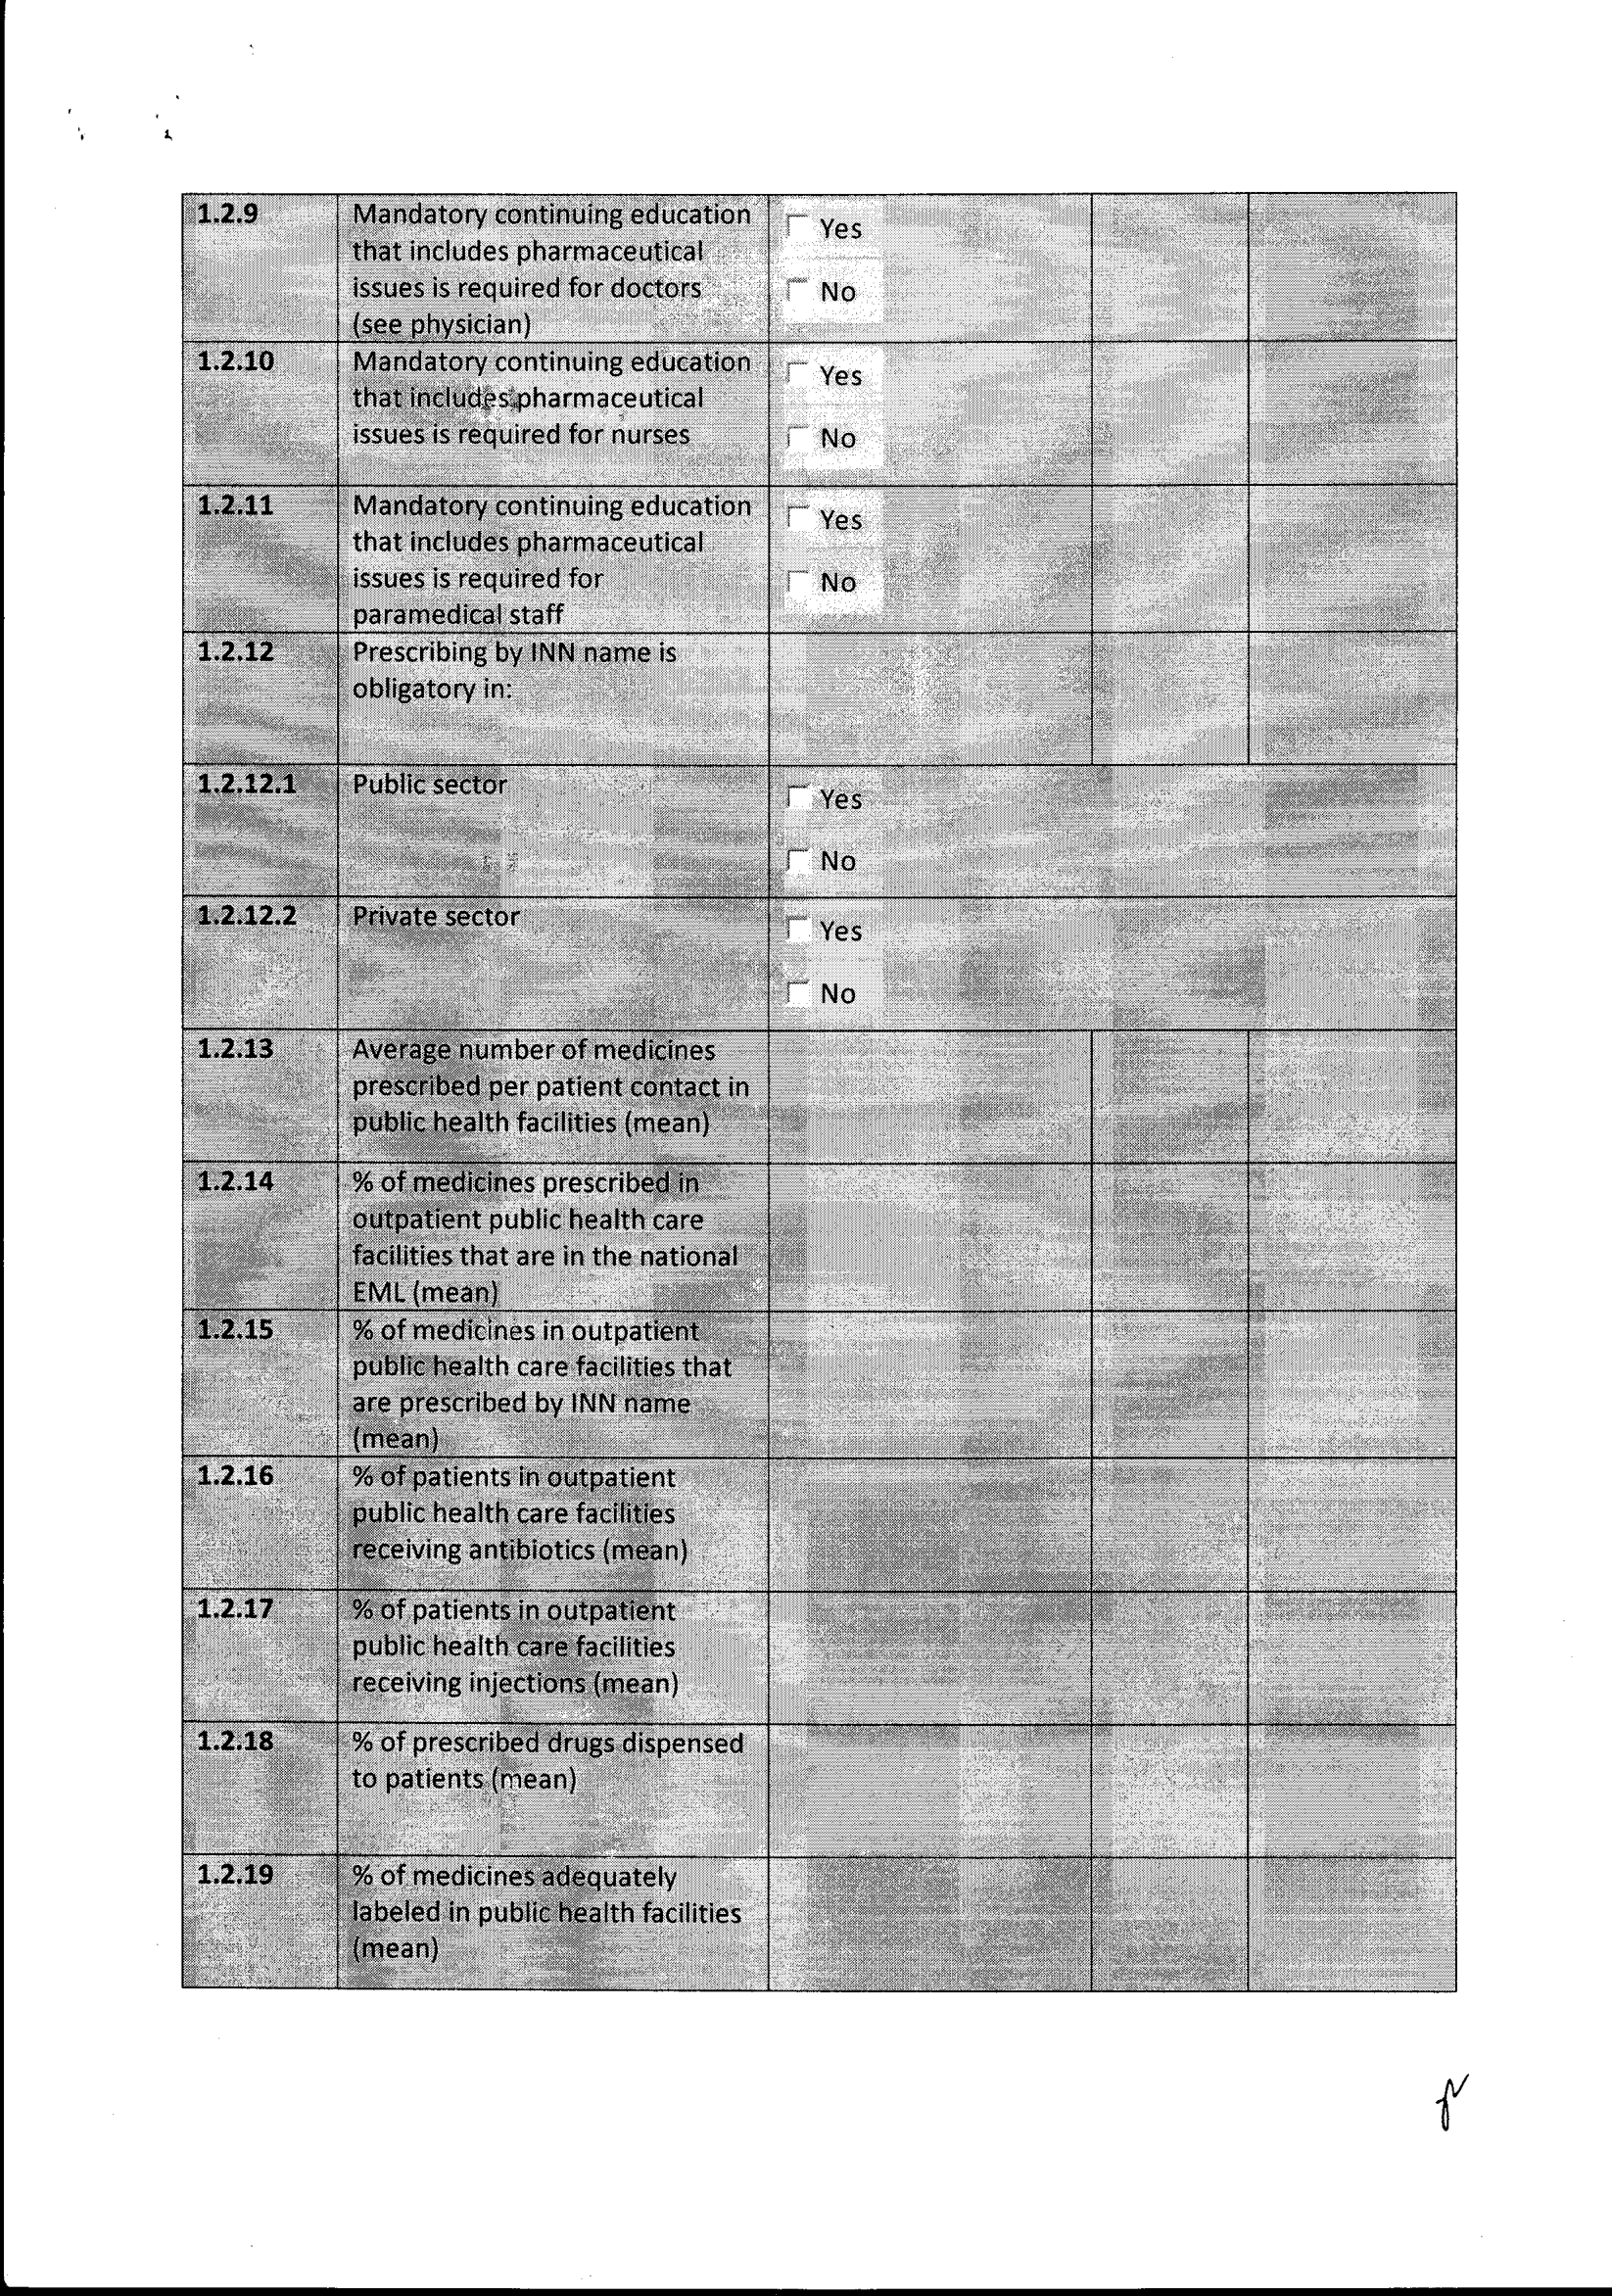 1.2.9
Mandatory continuing education
that includes pharmaceutical
issues is required for doctors
(see physician)
Yes
No
1.2.10
Mandatory continuing education
that includes pharmaceutical
issues is required for nurses
Yes
No
1.2.11
Mandatory continuing education
that includes pharmaceutical
issues is required for
paramedical staff
Yes
No
1.2.12
Prescribing by INN name is
obligatory in:
1.2.12.1
Public sector
Yes
No
1.2.12.2
Private sector
Yes
No
1.2.13
Average number of medicines
prescribed per patient contact in
public health facilities (mean)
1.2.14
% of medicines prescribed in
outpatient public health care
facilities that are in the national
EML (mean)
1.2.15
% of medicines in outpatient
public health care facilities that
are prescribed by INN name
(mean)
1.2.16
% of patients in outpatient
public health care facilities
receiving antibiotics (mean)
1.2.17
% of patients in outpatient
public health care facilities
receiving injections (mean)
1.2.18
% of prescribed drugs dispensed
to patients (mean)
1.2.19
% of medicines adequately
labeled in public health facilities
(mean)